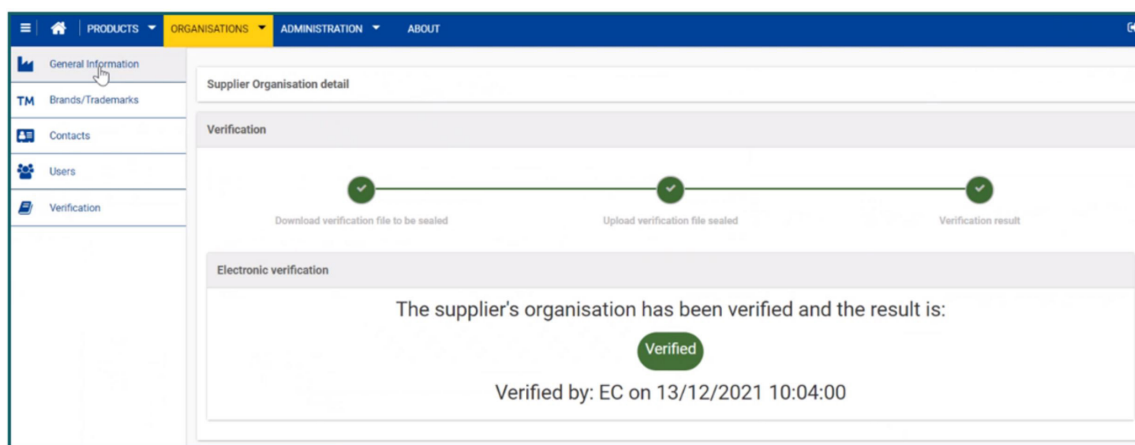 PRODUCTS ORGANISATIONS ADMINISTRATION ABOUT
General Information
TM Brands/Trademarks
Contacts
Users
Verification
Supplier Organisation detail
Verification
Download verification file to be sealed Upload verification file sealed Verification result
Electronic verification
The supplier's organisation has been verified and the result is:
Verified
Verified by: EC on 13/12/2021 10:04:00